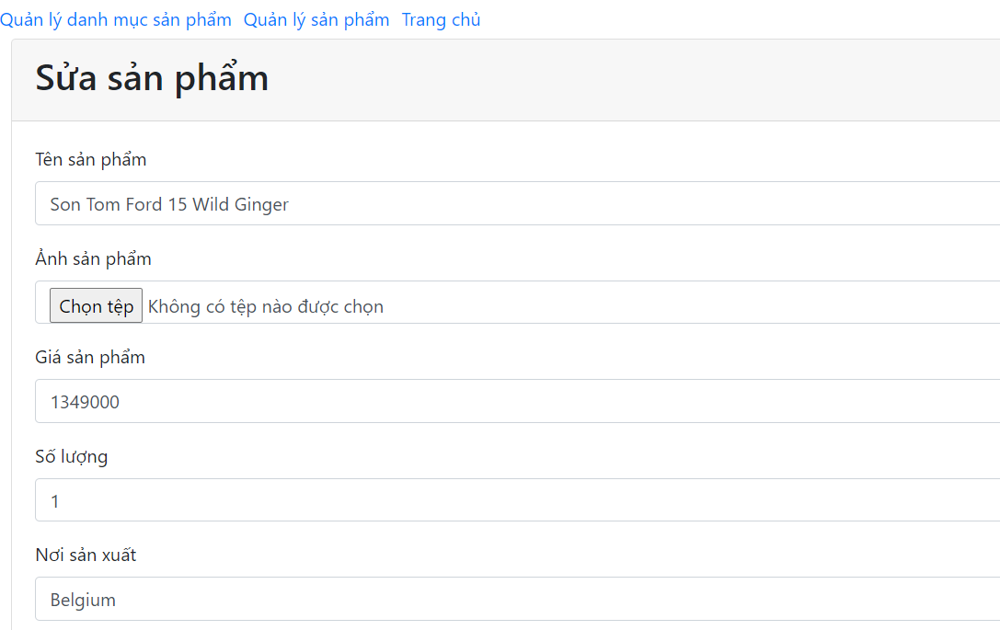 Quản lý danh mục sản phẩm Quản lý sản phẩm Trang chủ
Sửa sản phẩm
Tên sản phẩm
Son Tom Ford 15 Wild Ginger
Ảnh sản phẩm
Chọn tệp Không có tệp nào được chọn
Giá sản phẩm
1349000
Số lượng
1
Nơi sản xuất
Belgium